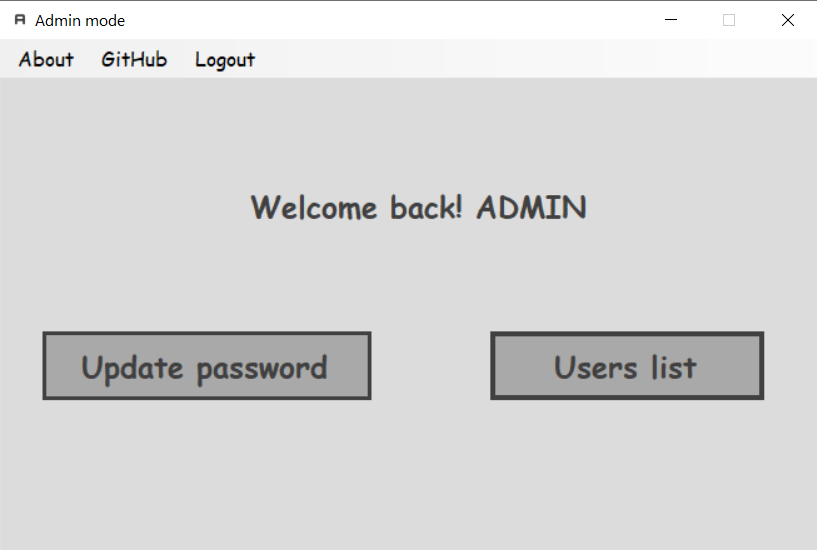 Admin mode
About GitHub Logout
Welcome back! ADMIN
Update password
Users list